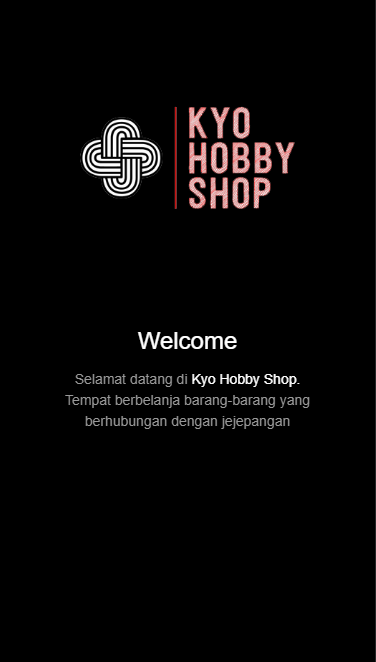 KYO
HOBBY
SHOP
Welcome
Selamat datang di Kyo Hobby Shop.
Tempat berbelanja barang-barang yang
berhubungan dengan jejepangan